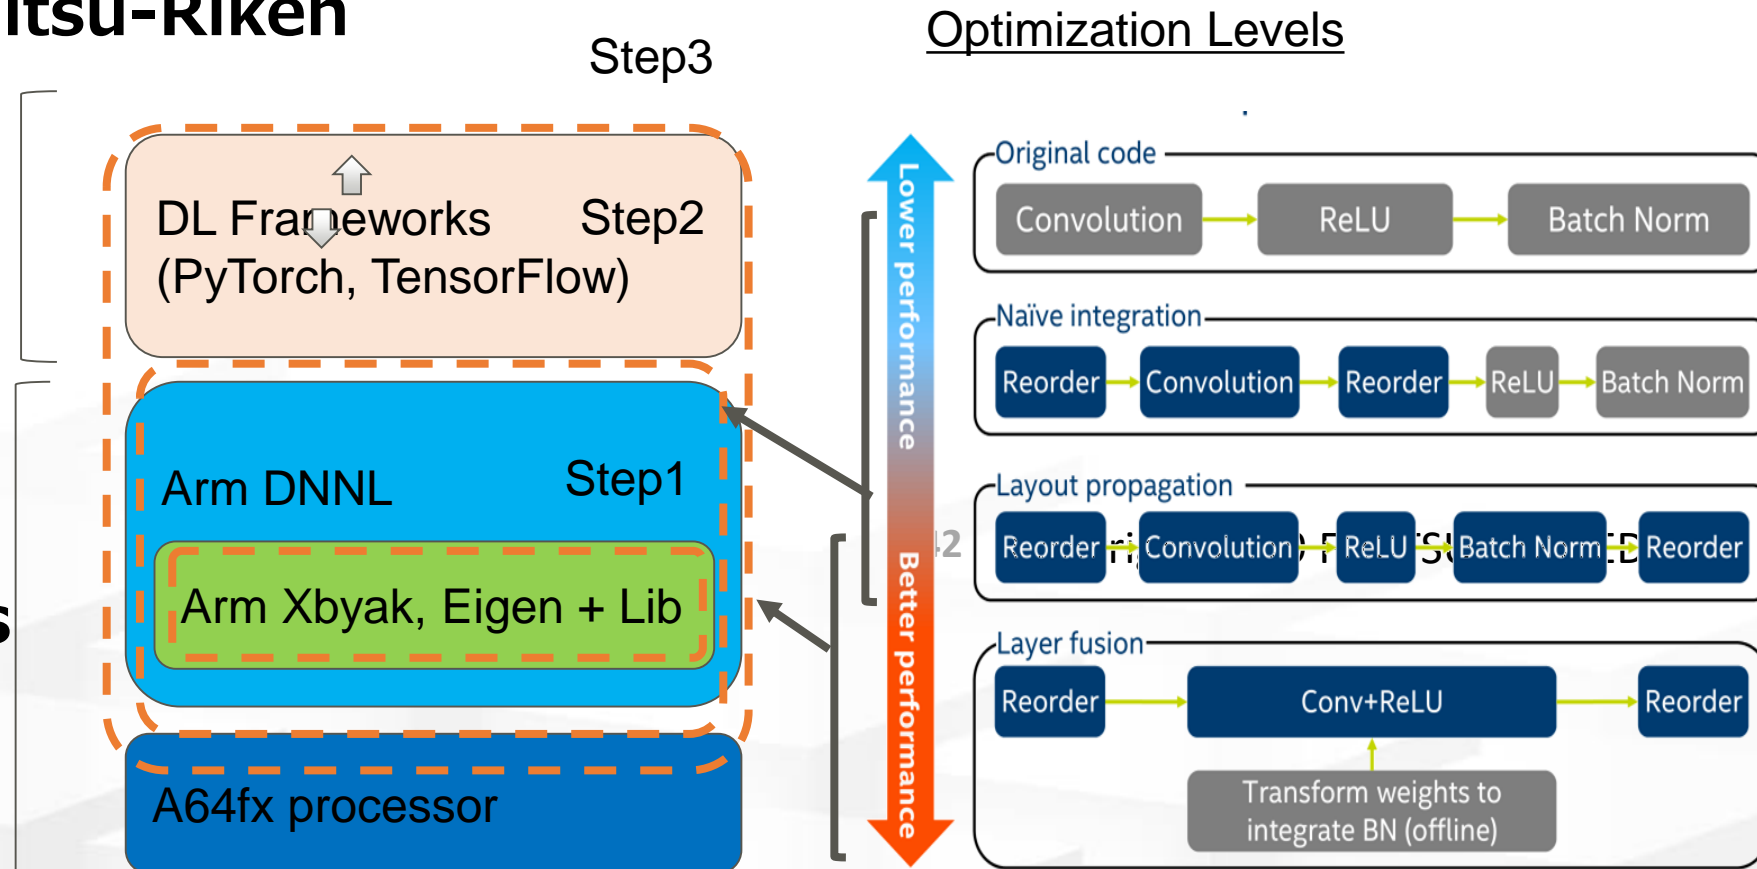 itsu-Riken
Step3
DL Frameworks
Step2
(PyTorch, TensorFlow)
Arm DNNL
Step1
Arm Xbyak, Eigen + Lib
s
A64fx processor
Optimization Levels
Lower performance
Better performance
Original code
Convolution
ReLU
Batch Norm
Naïve integration
Reorder
Convolution
Reorder
ReLU
Batch Norm
Layout propagation
Reorder
Convolution
ReLU
Batch Norm
Reorder
Layer fusion
Reorder
Conv+ReLU
Reorder
Transform weights to
integrate BN (offline)